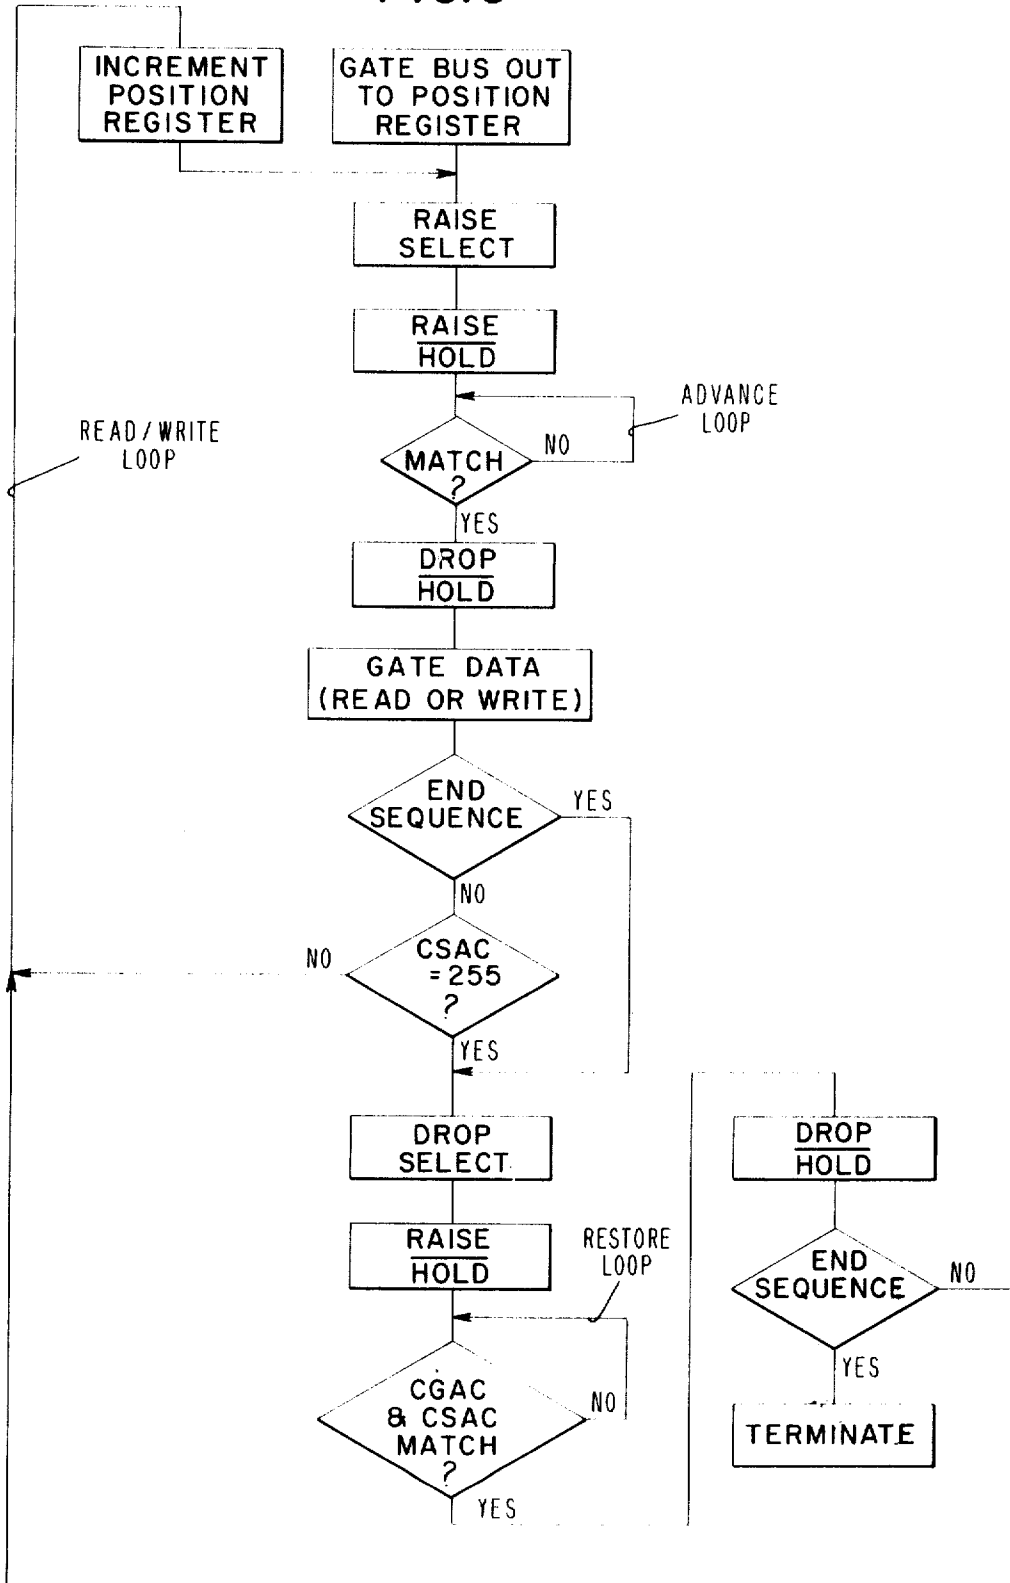 INCREMENT
POSITION
REGISTER
GATE BUS OUT
TO POSITION
REGISTER
RAISE
SELECT
RAISE
HOLD
ADVANCE
LOOP
READ/WRITE
LOOP
MATCH
?
NO
YES
DROP
HOLD
GATE DATA
(READ OR WRITE)
END
SEQUENCE
YES
NO
CSAC
=255
?
NO
YES
DROP
SELECT
RAISE
HOLD
RESTORE
LOOP
CGAC
& CSAC
MATCH
?
NO
YES
DROP
HOLD
END
SEQUENCE
NO
YES
TERMINATE